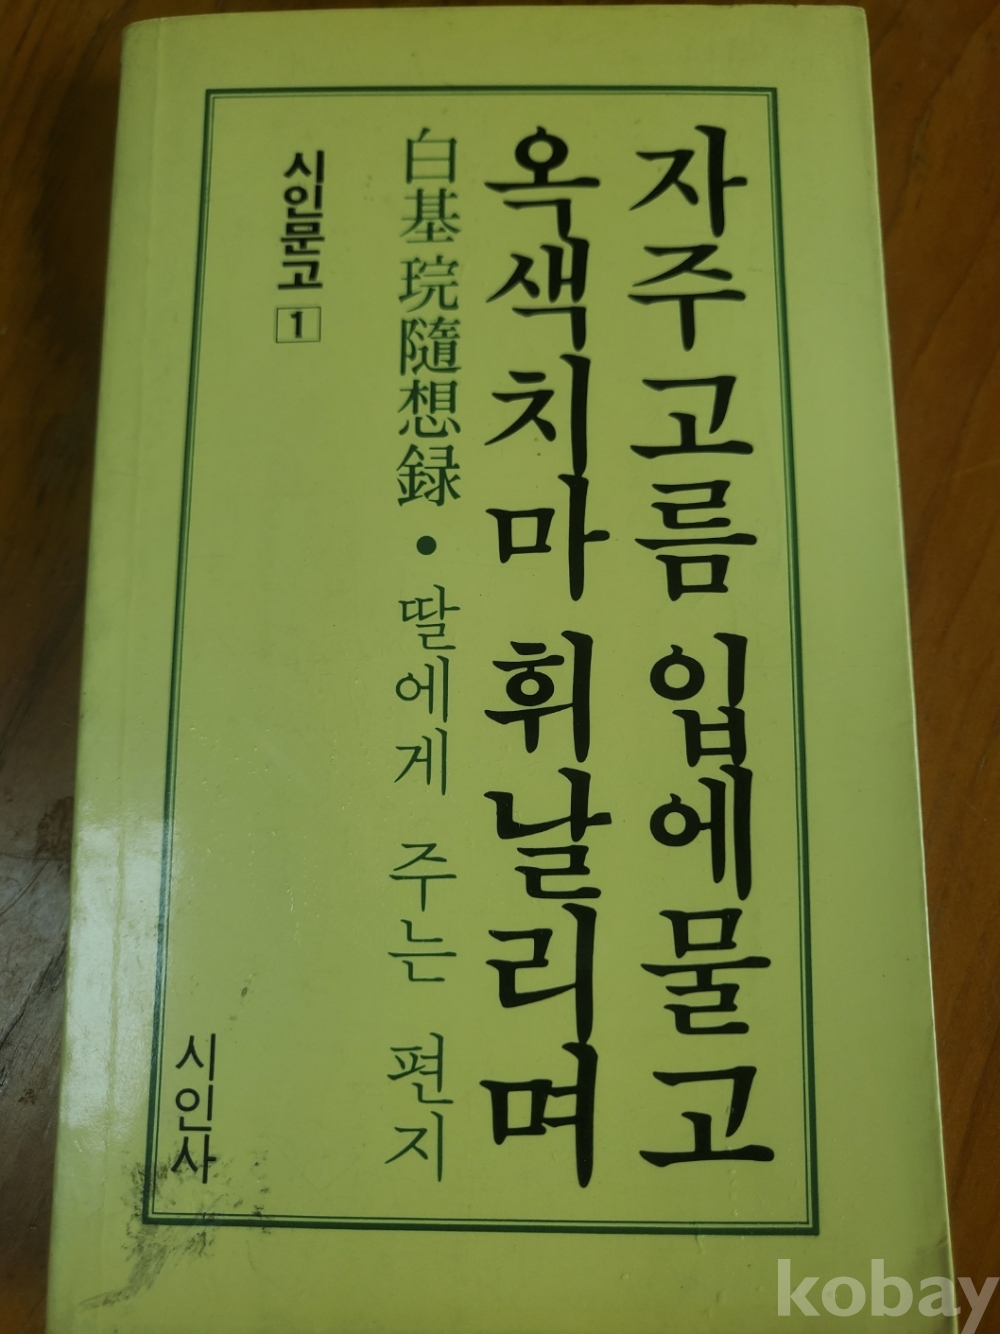 자주고름 입에물고
옥색치마 휘날리며
白基琓隨想録 • 딸에게 주는 편지
시인문고 1
시인사
kobay